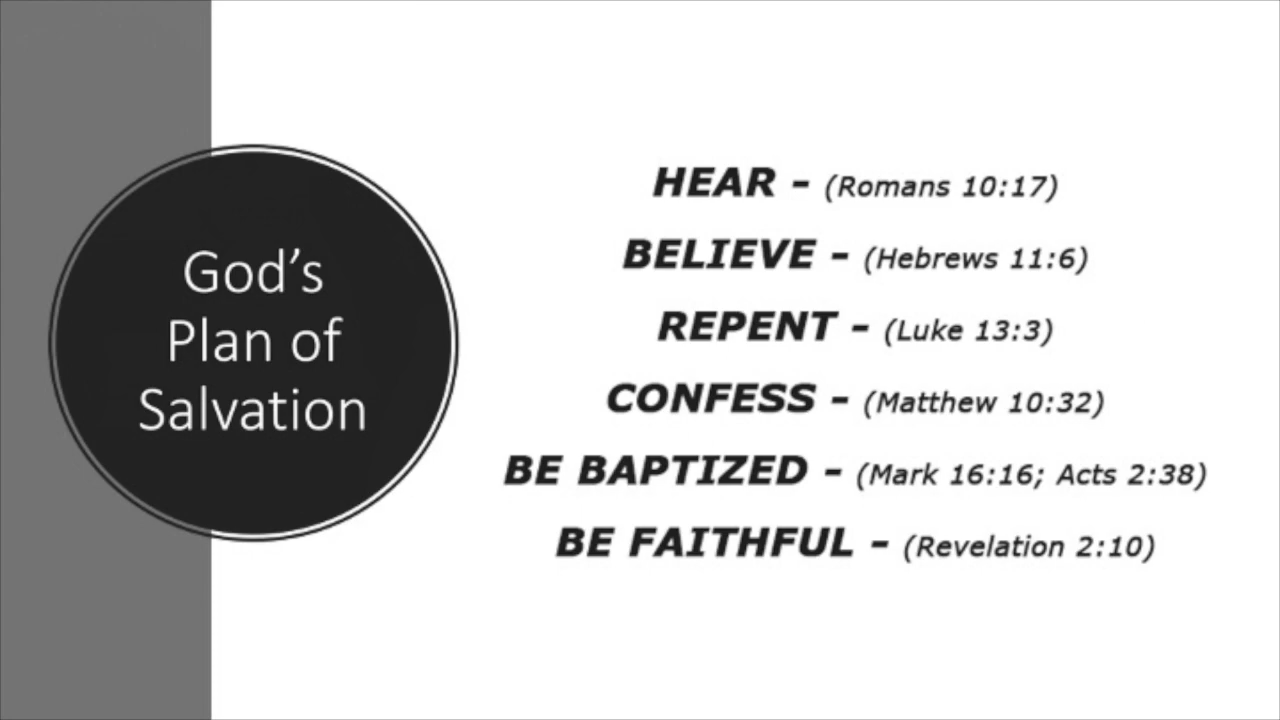 God’s
Plan of
Salvation
HEAR - (Romans 10:17)
BELIEVE - (Hebrews 11:6)
REPENT - (Luke 13:3)
CONFESS - (Matthew 10:32)
BE BAPTIZED - (Mark 16:16; Acts 2:38)
BE FAITHFUL - (Revelation 2:10)